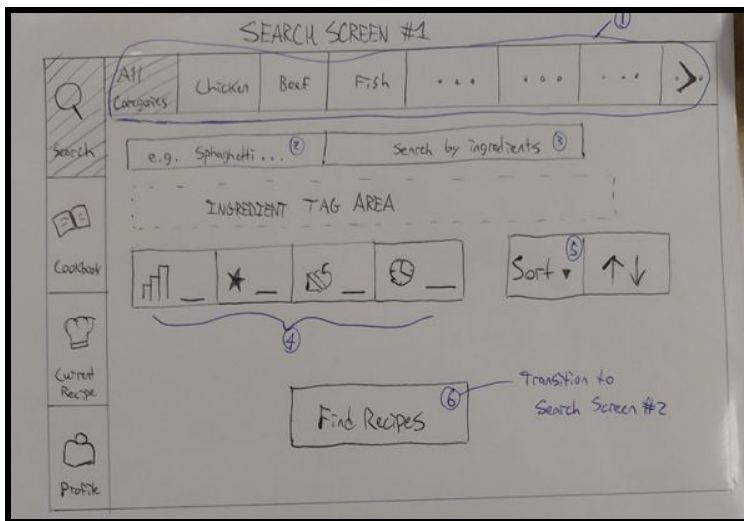 SEARCH SCREEN #1
①
All
Categories
Chicken
Beef
Fish
...
...
...
Search
e.g. Sphaghetti... ②
Search by ingredients ③
INGREDIENT TAG AREA
Cookbook
Sort ▾ ⑤
↑↓
④
Current
Recipe
Find Recipes ⑥
Transition to
Search Screen #2
Profile